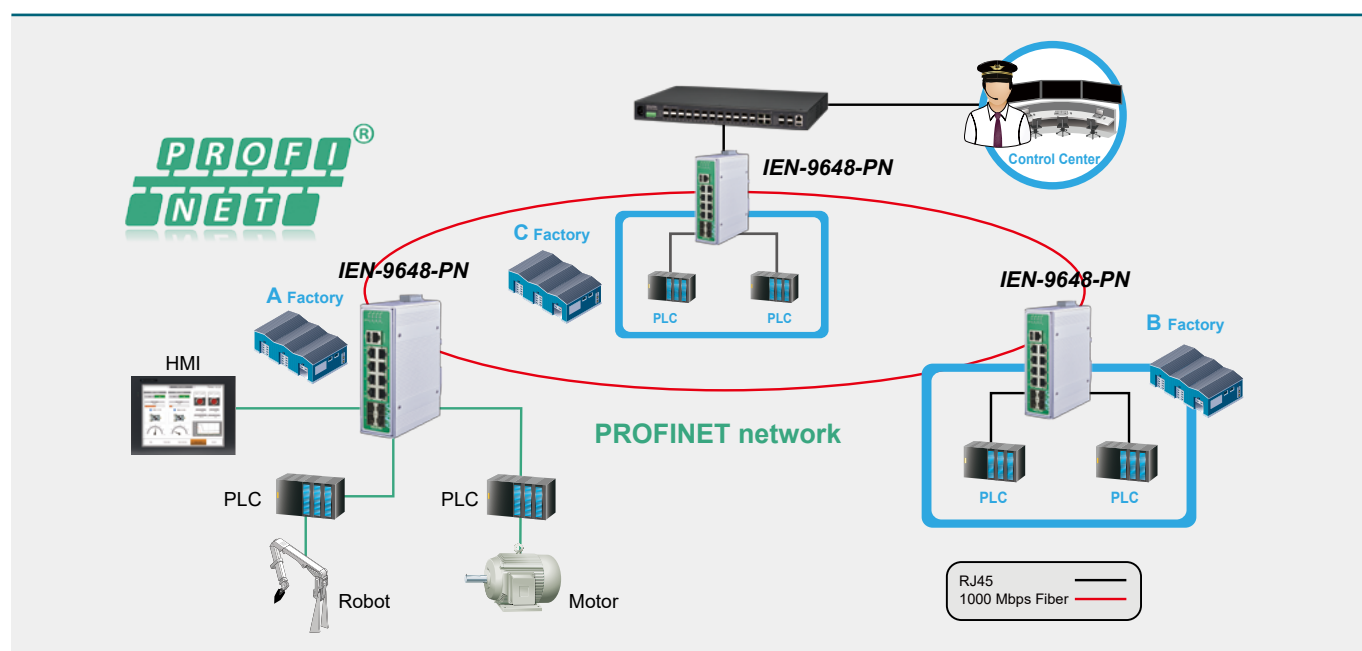 PROFI®
NET
Control Center
IEN-9648-PN
C Factory
PLC
PLC
IEN-9648-PN
A Factory
IEN-9648-PN
B Factory
HMI
PROFINET network
PLC
PLC
PLC
PLC
Robot
Motor
RJ45
1000 Mbps Fiber